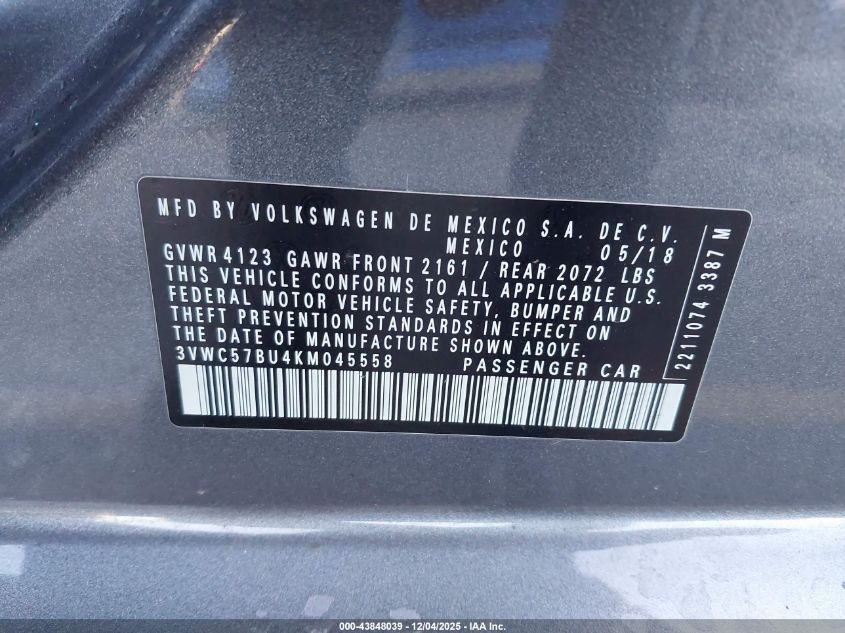 MFD BY VOLKSWAGEN DE MEXICO S.A. DE C.V.
MEXICO 05/18
GVWR 4123 GAWR FRONT 2161 / REAR 2072 LBS
THIS VEHICLE CONFORMS TO ALL APPLICABLE U.S.
FEDERAL MOTOR VEHICLE SAFETY, BUMPER AND
THEFT PREVENTION STANDARDS IN EFFECT ON
THE DATE OF MANUFACTURE SHOWN ABOVE.
3VWC57BU4KM045558 PASSENGER CAR
2211074 3387 M
000-43848039 - 12/04/2025 - IAA Inc.